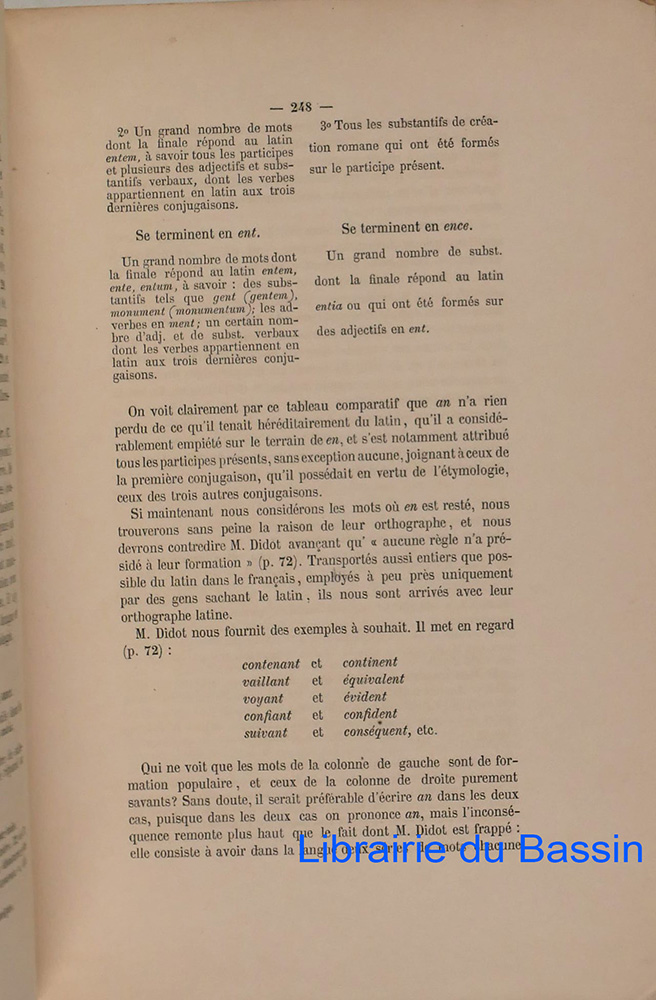 — 248 —
2º Un grand nombre de mots
dont la finale répond au latin
entem, à savoir tous les participes
et plusieurs des adjectifs et subs-
tantifs verbaux, dont les verbes
appartiennent en latin aux trois
dernières conjugaisons.
3º Tous les substantifs de créa-
tion romane qui ont été formés
sur le participe présent.
Se terminent en ent.
Un grand nombre de mots dont
la finale répond au latin entem,
ente, entum, à savoir : des subs-
tantifs tels que gent (gentem),
monument (monumentum); les ad-
verbes en ment; un certain nom-
bre d'adj. et de subst. verbaux
dont les verbes appartiennent en
latin aux trois dernières conju-
gaisons.
Se terminent en ence.
Un grand nombre de subst.
dont la finale répond au latin
entia ou qui ont été formés sur
des adjectifs en ent.
On voit clairement par ce tableau comparatif que an n'a rien
perdu de ce qu'il tenait héréditairement du latin, qu'il a considé-
rablement empiété sur le terrain de en, et s'est notamment attribué
tous les participes présents, sans exception aucune, joignant à ceux de
la première conjugaison, qu'il possédait en vertu de l'étymologie,
ceux des trois autres conjugaisons.
Si maintenant nous considérons les mots où en est resté, nous
trouverons sans peine la raison de leur orthographe, et nous
devrons contredire M. Didot avançant qu' « aucune règle n'a pré-
sidé à leur formation » (p. 72). Transportés aussi entiers que pos-
sible du latin dans le français, employés à peu près uniquement
par des gens sachant le latin, ils nous sont arrivés avec leur
orthographe latine.
M. Didot nous fournit des exemples à souhait. Il met en regard
(p. 72) :
contenant et continent
vaillant et équivalent
voyant et évident
confiant et confident
suivant et conséquent, etc.
Qui ne voit que les mots de la colonne de gauche sont de for-
mation populaire, et ceux de la colonne de droite purement
savants? Sans doute, il serait préférable d'écrire an dans les deux
cas, puisque dans les deux cas on prononce an, mais l'inconsé-
quence remonte plus haut que le fait dont M. Didot est frappé :
elle consiste à avoir dans la langue deux séries de mots chacune
Librairie du Bassin